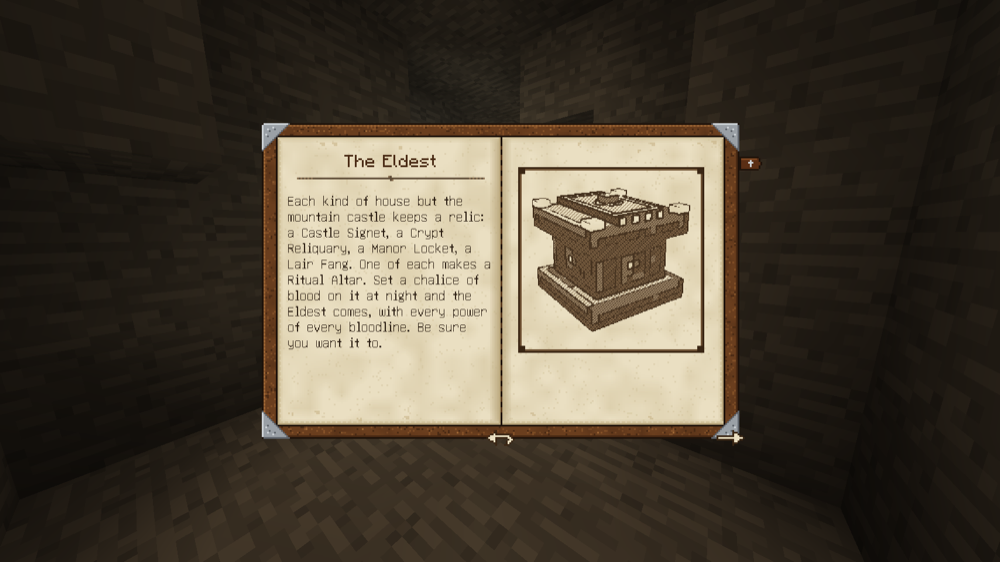 The Eldest
Each kind of house but the
mountain castle keeps a relic:
a Castle Signet, a Crypt
Reliquary, a Manor Locket, a
Lair Fang. One of each makes a
Ritual Altar. Set a chalice of
blood on it at night and the
Eldest comes, with every power
of every bloodline. Be sure
you want it to.